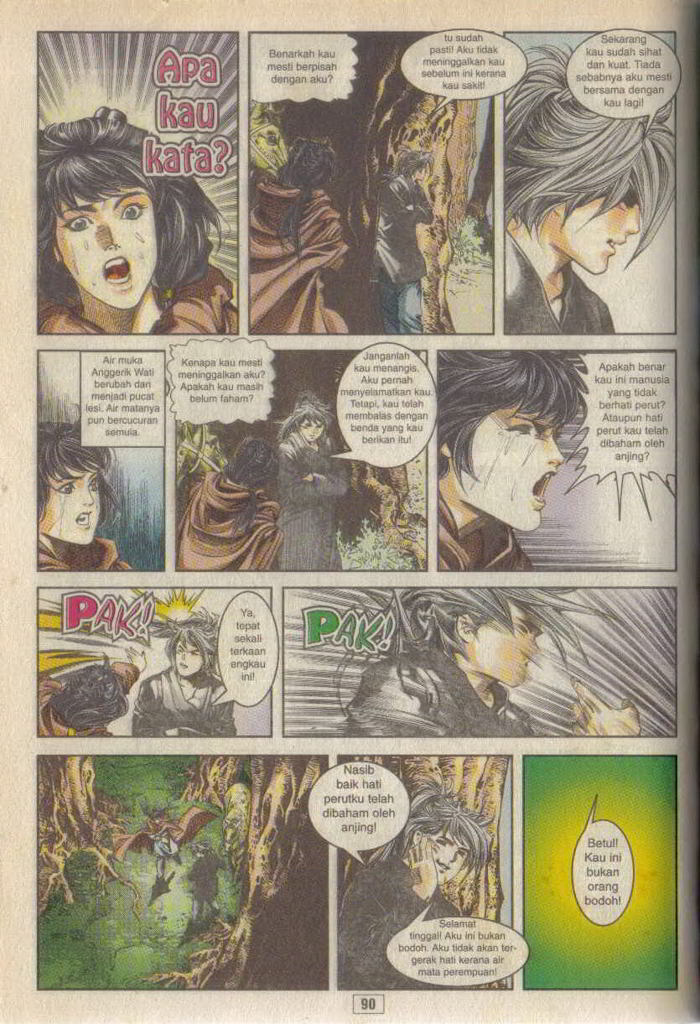 Apa
kau
kata?
Benarkah kau
mesti berpisah
dengan aku?
tu sudah
pasti! Aku tidak
meninggalkan kau
sebelum ini kerana
kau sakit!
Sekarang
kau sudah sihat
dan kuat. Tiada
sebabnya aku mesti
bersama dengan
kau lagi!
Air muka
Anggerik Wati
berubah dan
menjadi pucat
lesi. Air matanya
pun bercucuran
semula.
Kenapa kau mesti
meninggalkan aku?
Apakah kau masih
belum faham?
Janganlah
kau menangis.
Aku pernah
menyelamatkan kau.
Tetapi, kau telah
membalas dengan
benda yang kau
berikan itu!
Apakah benar
kau ini manusia
yang tidak
berhati perut?
Ataupun hati
perut kau telah
dibaham oleh
anjing?
PAK!
Ya,
tepat
sekali
terkaan
engkau
ini!
PAK!
Nasib
baik hati
perutku telah
dibaham oleh
anjing!
Selamat
tinggal! Aku ini bukan
bodoh. Aku tidak akan ter-
gerak hati kerana air
mata perempuan!
Betul!
Kau ini
bukan
orang
bodoh!
90